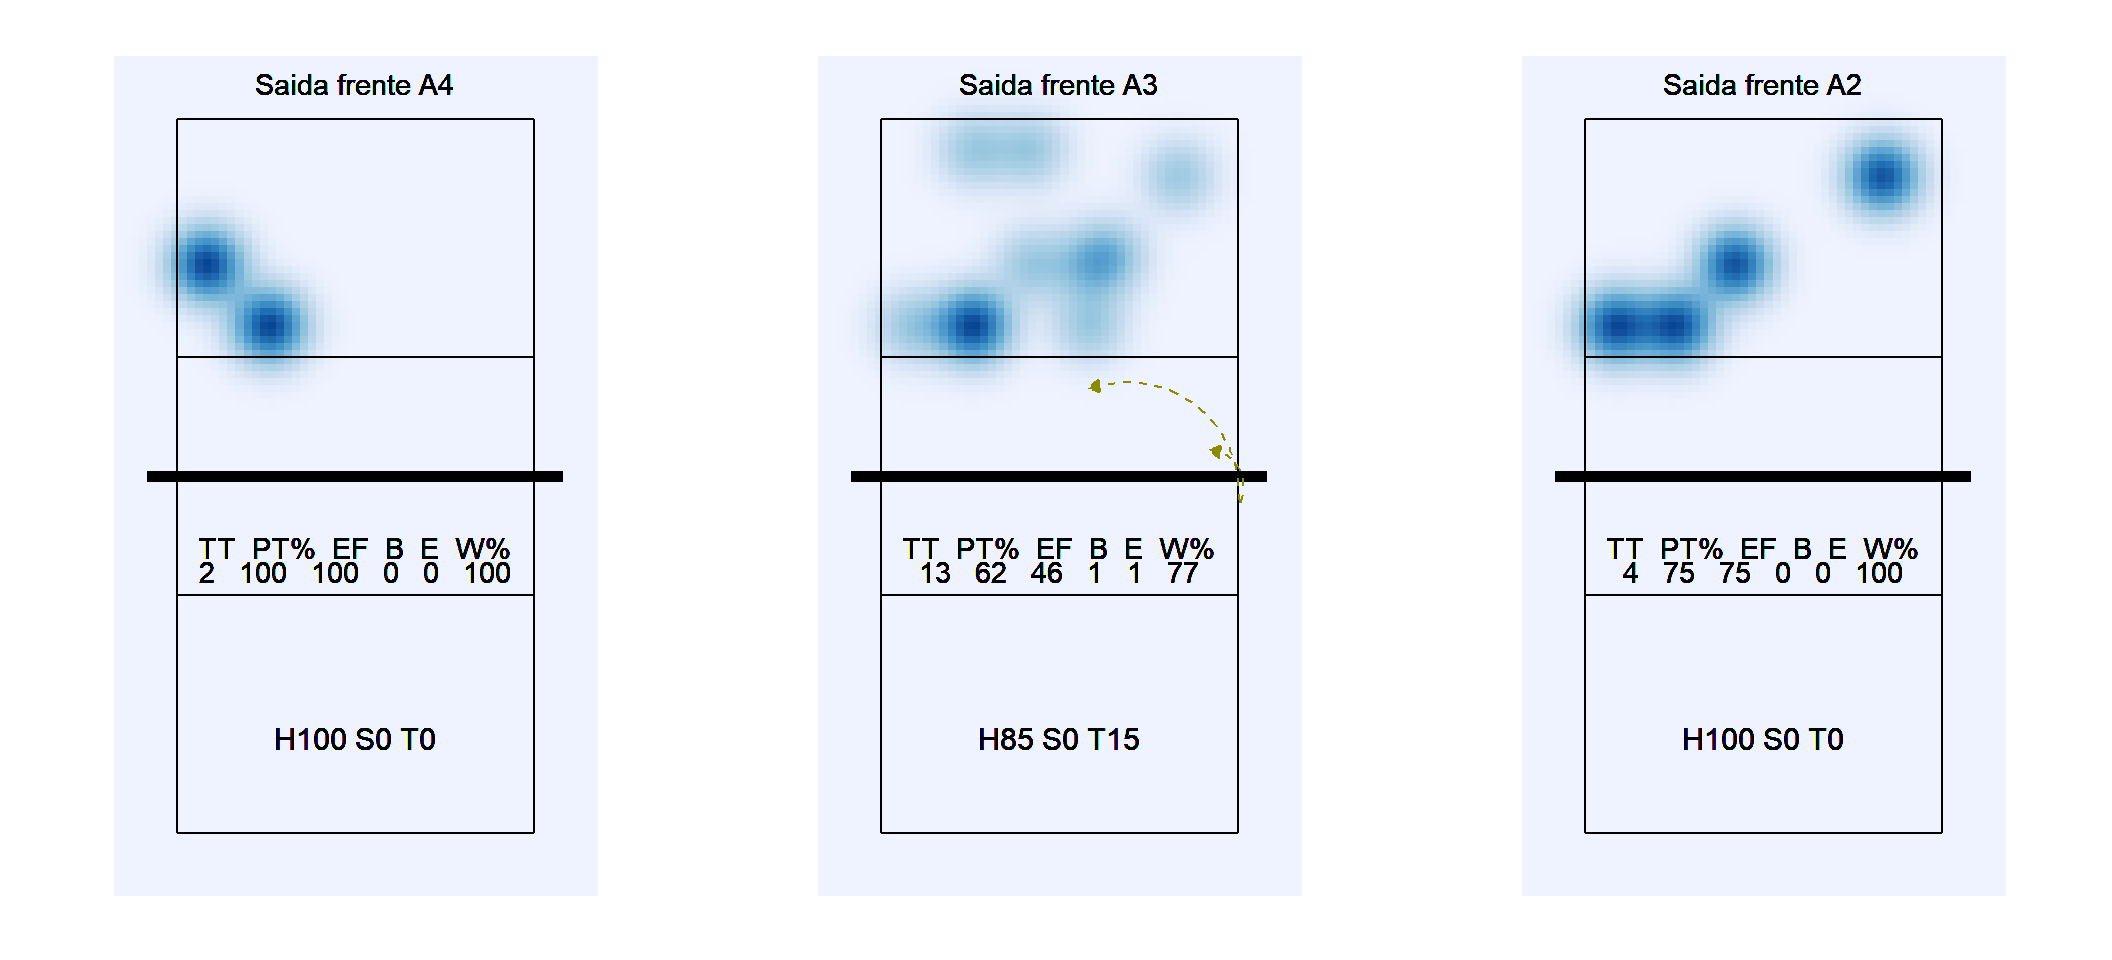 Saida frente A4
TT PT% EF B E W%
2 100 100 0 0 100
H100 S0 T0
Saida frente A3
TT PT% EF B E W%
13 62 46 1 1 77
H85 S0 T15
Saida frente A2
TT PT% EF B E W%
4 75 75 0 0 100
H100 S0 T0